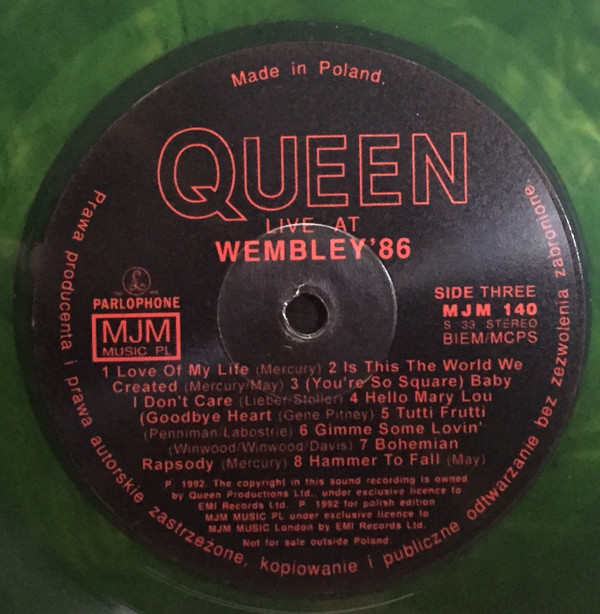 Made in Poland.
QUEEN
LIVE AT
WEMBLEY'86
PARLOPHONE
MJM
MUSIC PL
SIDE THREE
MJM 140
S 33 STEREO
BIEM/MCPS
1 Love Of My Life (Mercury) 2 Is This The World We
Created (Mercury/May) 3 (You're So Square) Baby
I Don't Care (Lieber-Stoller) 4 Hello Mary Lou
(Goodbye Heart (Gene Pitney) 5 Tutti Frutti
(Penniman/Labostrie) 6 Gimme Some Lovin'
(Winwood/Winwood/Davis) 7 Bohemian
Rapsody (Mercury) 8 Hammer To Fall (May)
P 1992. The copyright in this sound recording is owned
by Queen Productions Ltd., under exclusive licence to
EMI Records Ltd. P 1992 for polish edition
MJM MUSIC PL under exclusive licence to
MJM MUSIC London by EMI Records Ltd.
Not for sale outside Poland
Prawa producenta i prawa autorskie zastrzeżone, kopiowanie i publiczne odtwarzanie bez zezwolenia zabronione.